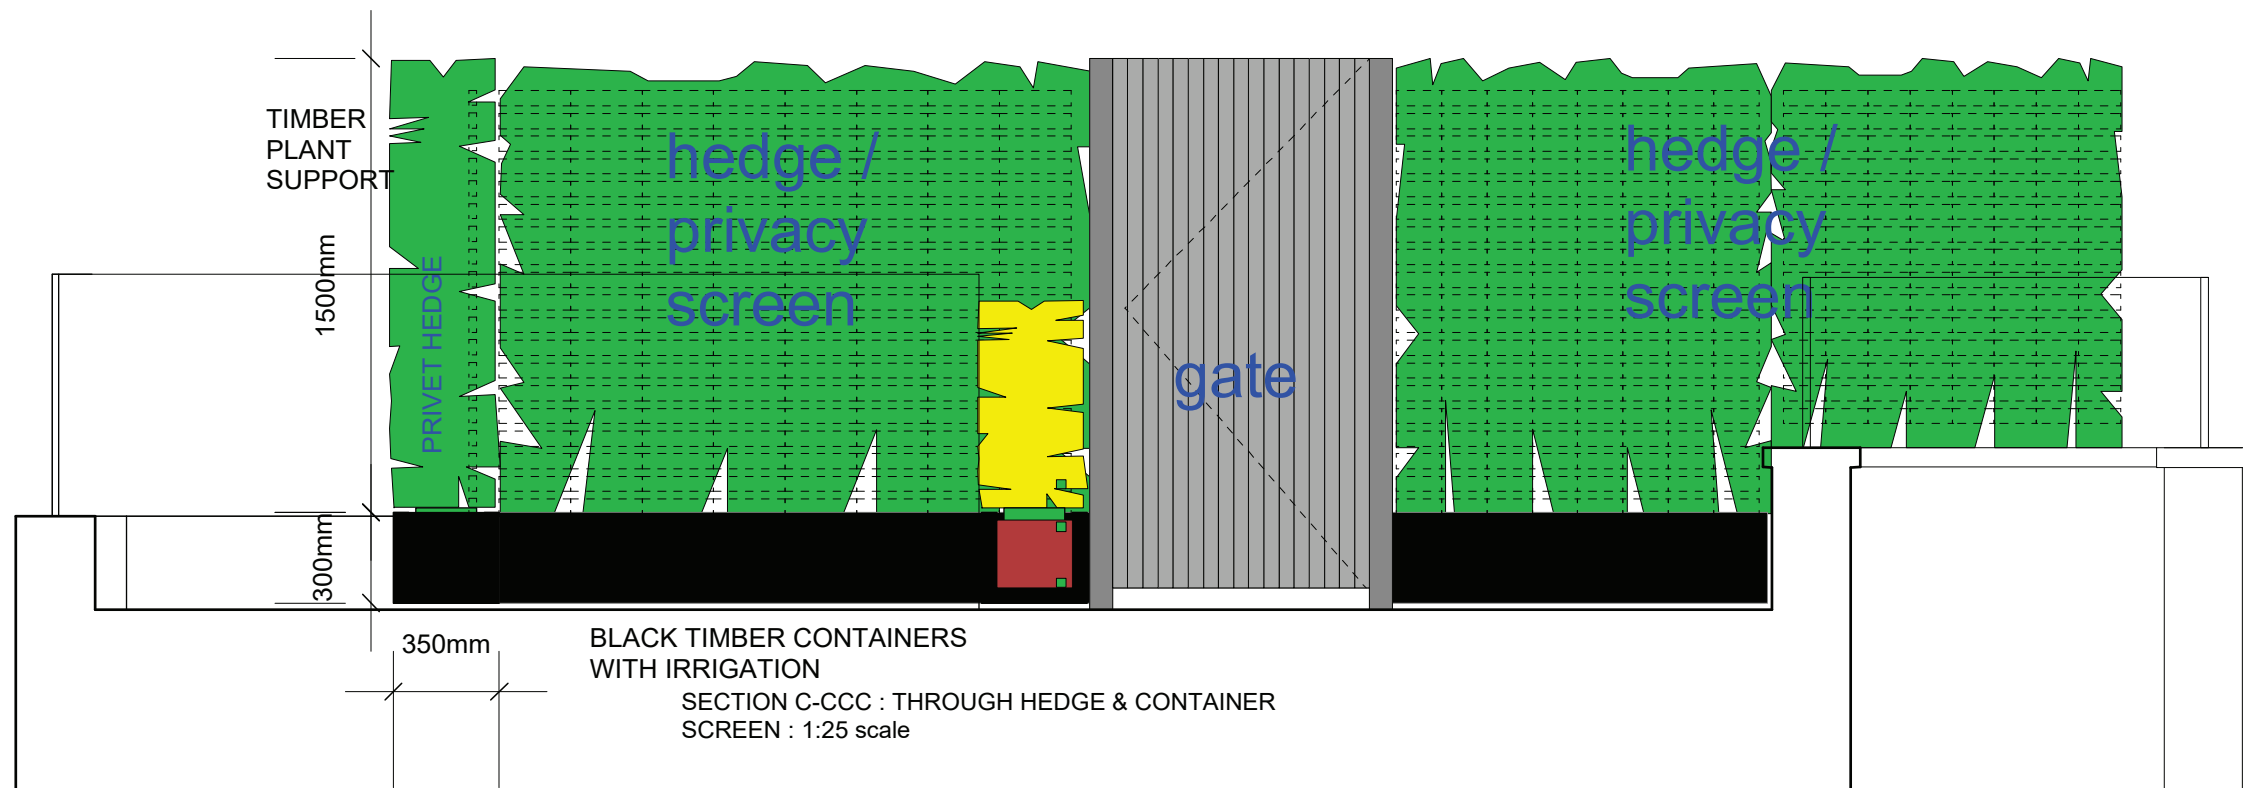 TIMBER
PLANT
SUPPORT
hedge /
privacy
screen
hedge /
privacy
screen
1500mm
PRIVET HEDGE
gate
300mm
350mm
BLACK TIMBER CONTAINERS
WITH IRRIGATION
SECTION C-CCC : THROUGH HEDGE & CONTAINER
SCREEN : 1:25 scale